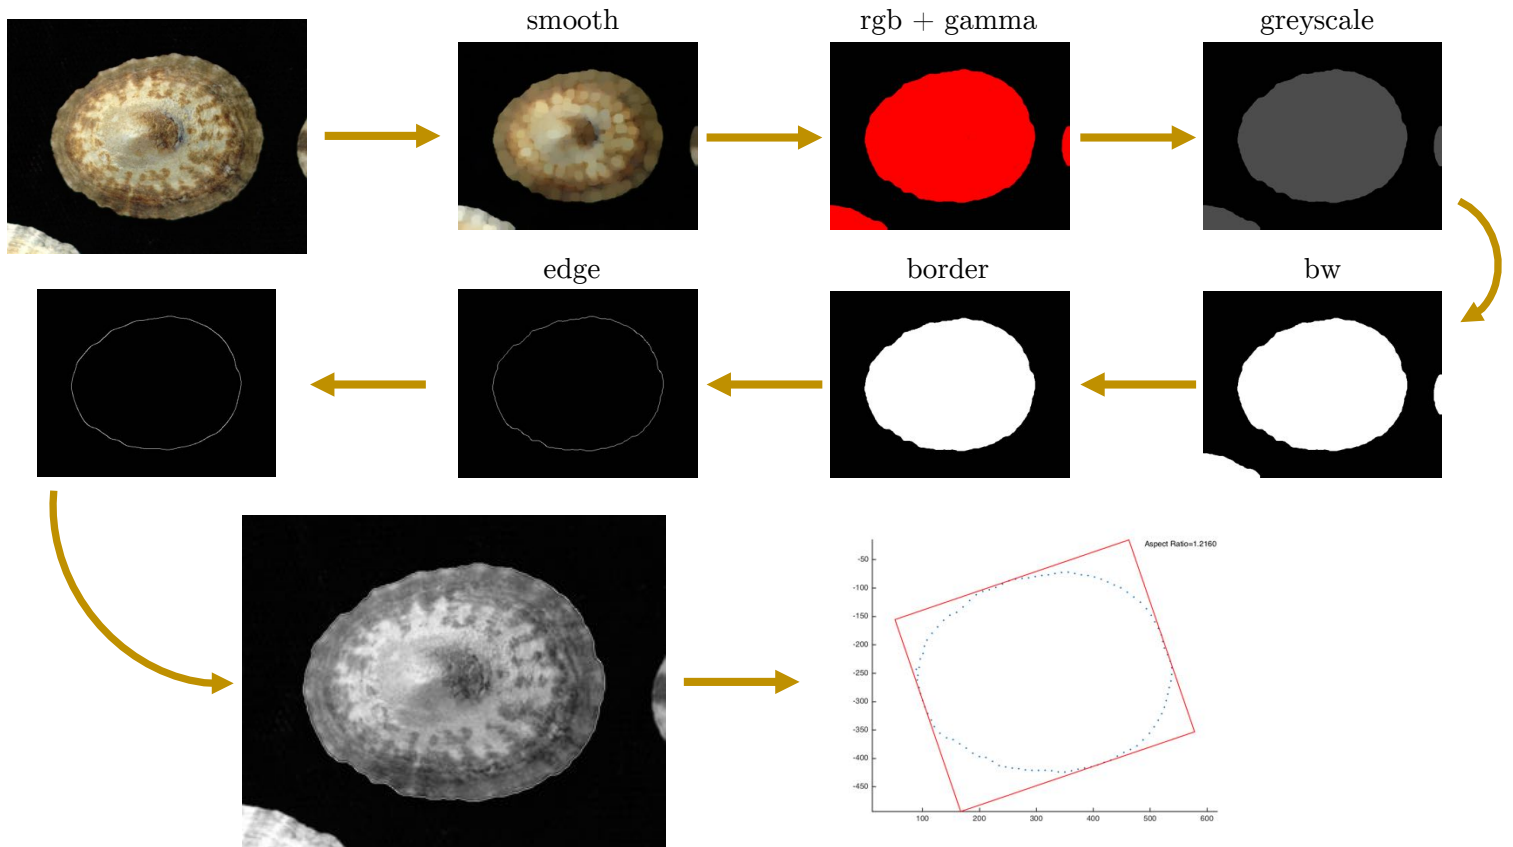 smooth
rgb + gamma
greyscale
edge
border
bw
Aspect Ratio=1.2160
-50
-100
-150
-200
-250
-300
-350
-400
-450
100 200 300 400 500 600